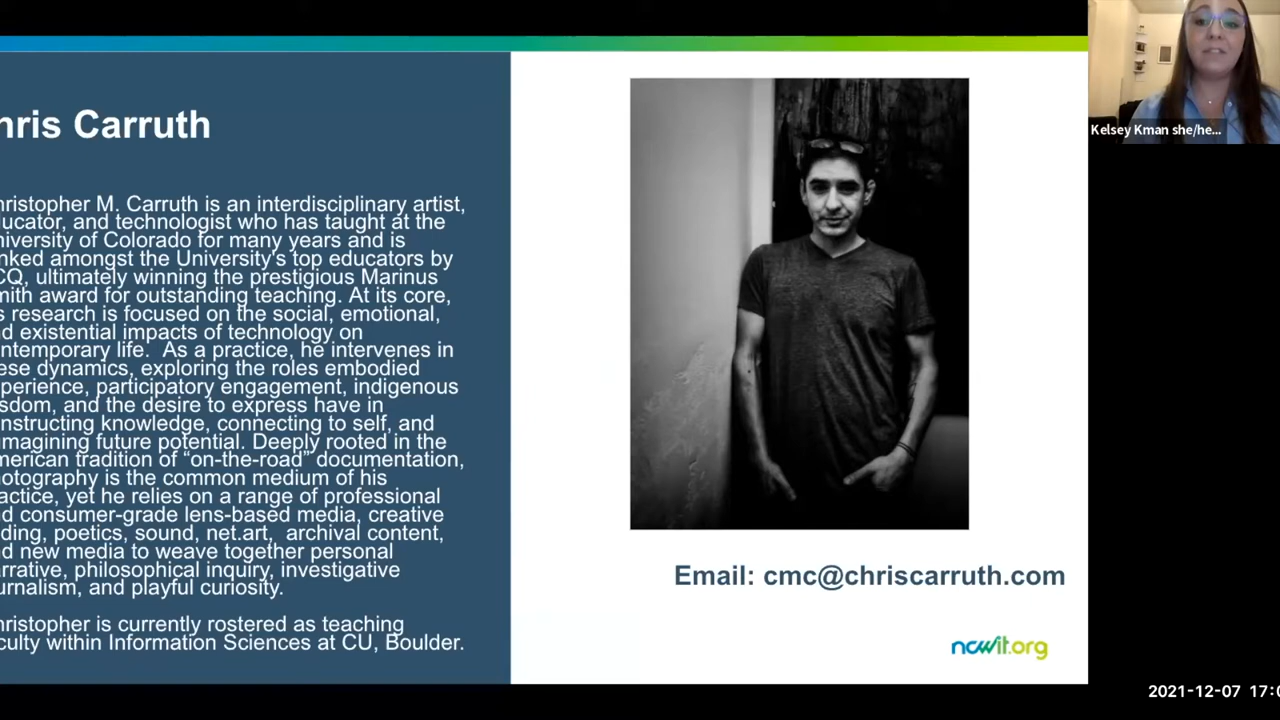 hris Carruth
hristopher M. Carruth is an interdisciplinary artist,
ucator, and technologist who has taught at the
niversity of Colorado for many years and is
nked amongst the University's top educators by
CQ, ultimately winning the prestigious Marinus
mith award for outstanding teaching. At its core,
s research is focused on the social, emotional,
d existential impacts of technology on
ntemporary life. As a practice, he intervenes in
ese dynamics, exploring the roles embodied
perience, participatory engagement, indigenous
sdom, and the desire to express have in
nstructing knowledge, connecting to self, and
imagining future potential. Deeply rooted in the
merican tradition of “on-the-road” documentation,
otography is the common medium of his
actice, yet he relies on a range of professional
d consumer-grade lens-based media, creative
ding, poetics, sound, net.art, archival content,
d new media to weave together personal
arrative, philosophical inquiry, investigative
urnalism, and playful curiosity.
hristopher is currently rostered as teaching
culty within Information Sciences at CU, Boulder.
Email: cmc@chriscarruth.com
ncwit.org
Kelsey Kman she/he...
2021-12-07 17:0